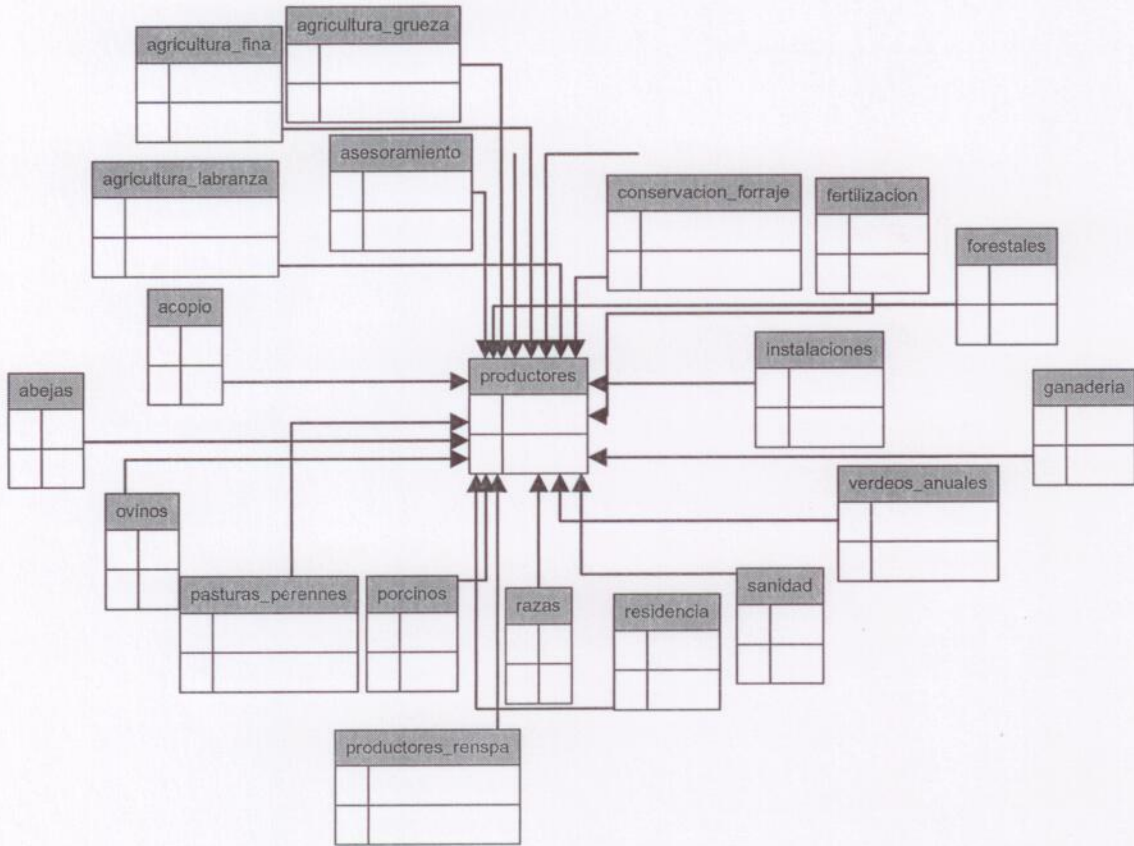 agricultura_grueza
agricultura_fina
asesoramiento
agricultura_labranza
conservacion_forraje
fertilizacion
forestales
acopio
instalaciones
productores
abejas
ganaderia
verdeos_anuales
ovinos
sanidad
pasturas_perennes
porcinos
razas
residencia
productores_renspa